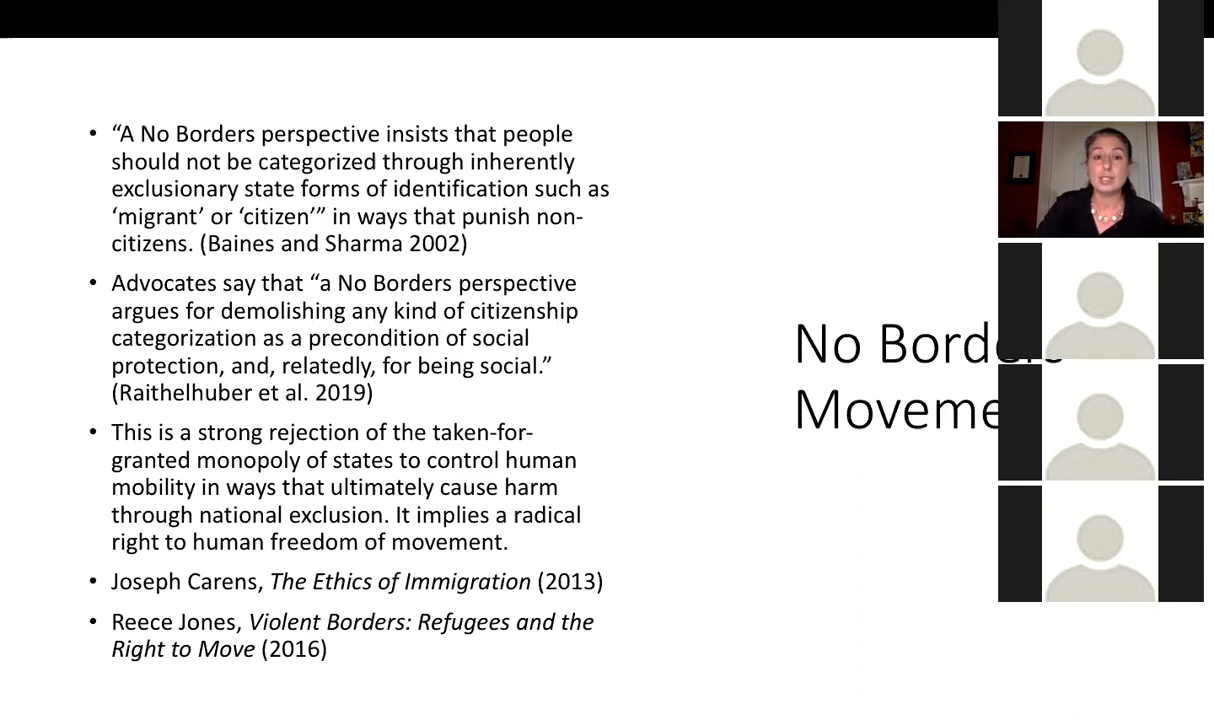 • “A No Borders perspective insists that people
should not be categorized through inherently
exclusionary state forms of identification such as
‘migrant’ or ‘citizen’” in ways that punish non-
citizens. (Baines and Sharma 2002)
• Advocates say that “a No Borders perspective
argues for demolishing any kind of citizenship
categorization as a precondition of social
protection, and, relatedly, for being social.”
(Raithelhuber et al. 2019)
• This is a strong rejection of the taken-for-
granted monopoly of states to control human
mobility in ways that ultimately cause harm
through national exclusion. It implies a radical
right to human freedom of movement.
• Joseph Carens, The Ethics of Immigration (2013)
• Reece Jones, Violent Borders: Refugees and the
Right to Move (2016)
No Borders
Moveme